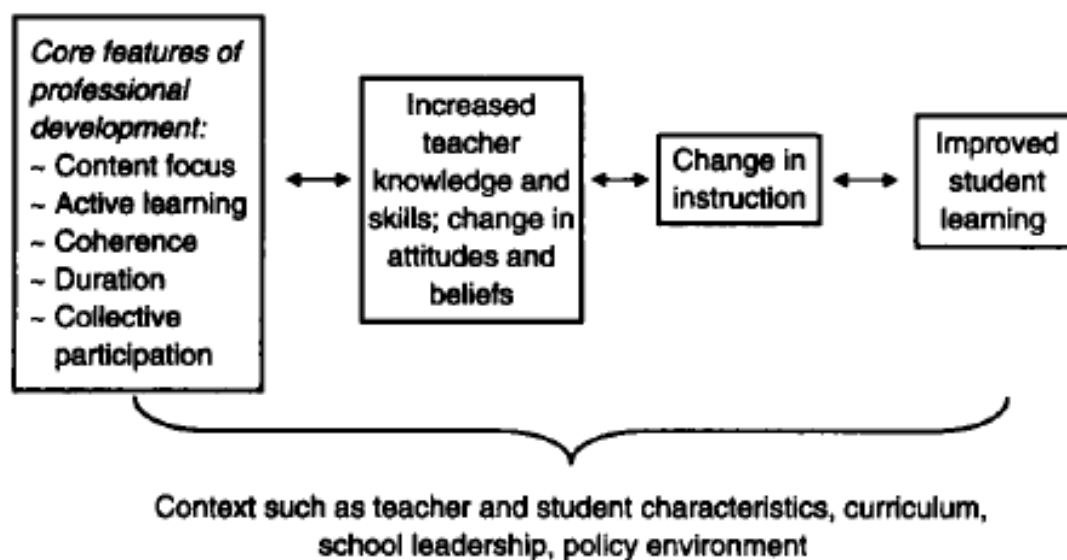 Core features of
professional
development:
~ Content focus
~ Active learning
~ Coherence
~ Duration
~ Collective
participation
Increased
teacher
knowledge and
skills; change in
attitudes and
beliefs
Change in
instruction
Improved
student
learning
Context such as teacher and student characteristics, curriculum,
school leadership, policy environment